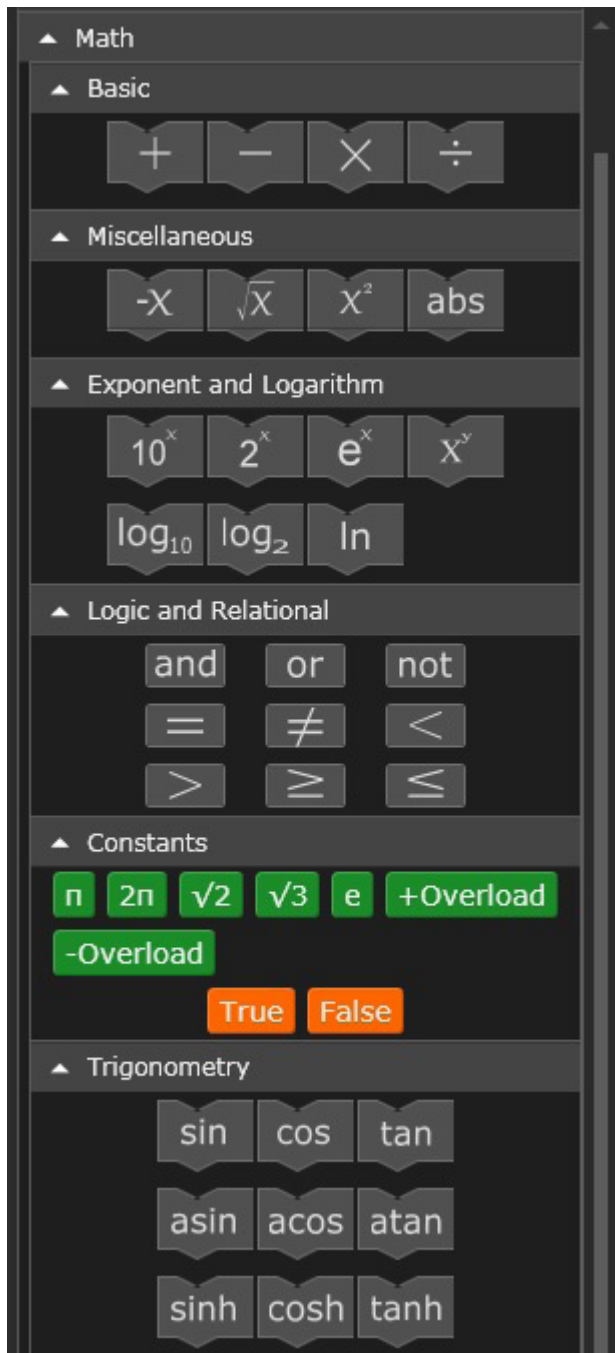 Math
Basic
+ − × ÷
Miscellaneous
-x √x x² abs
Exponent and Logarithm
10ˣ 2ˣ eˣ xʸ
log₁₀ log₂ ln
Logic and Relational
and or not
= ≠ <
> ≥ ≤
Constants
π 2π √2 √3 e +Overload
-Overload
True False
Trigonometry
sin cos tan
asin acos atan
sinh cosh tanh